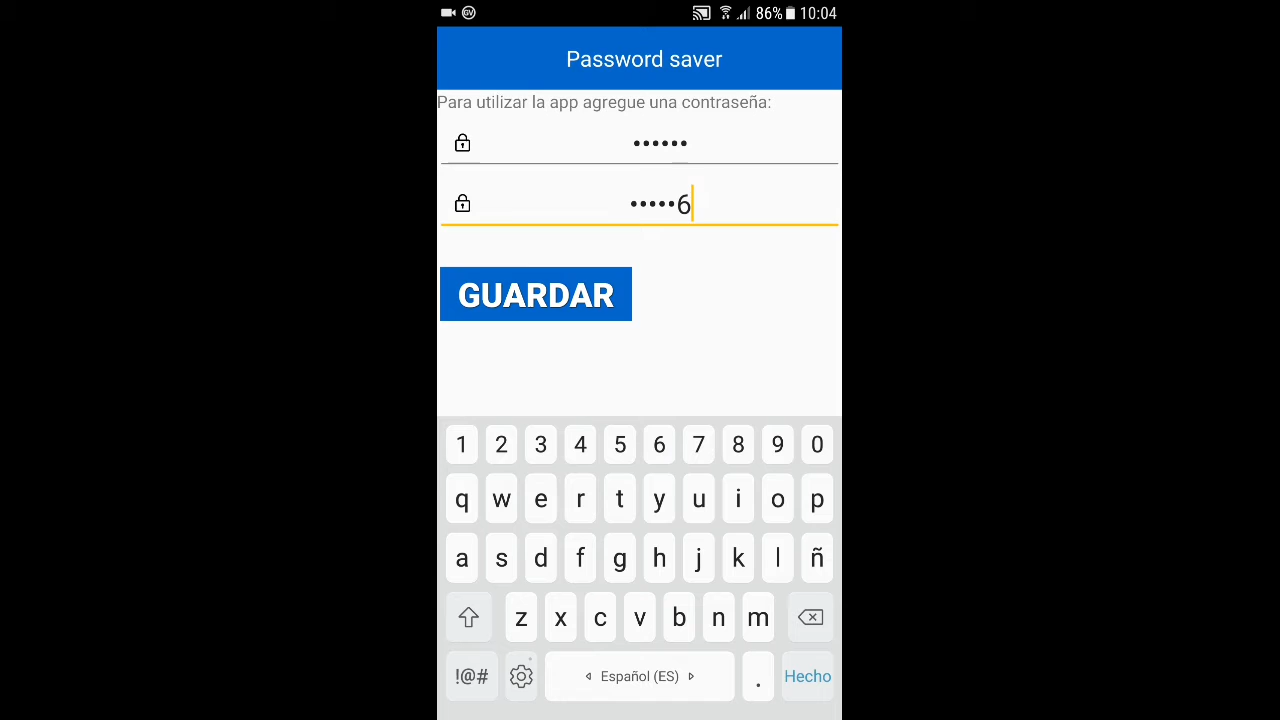 GV 86% 10:04
Password saver
Para utilizar la app agregue una contraseña:
••••••
•••••6
GUARDAR
1 2 3 4 5 6 7 8 9 0
q w e r t y u i o p
a s d f g h j k l ñ
z x c v b n m
!@# Español (ES) . Hecho